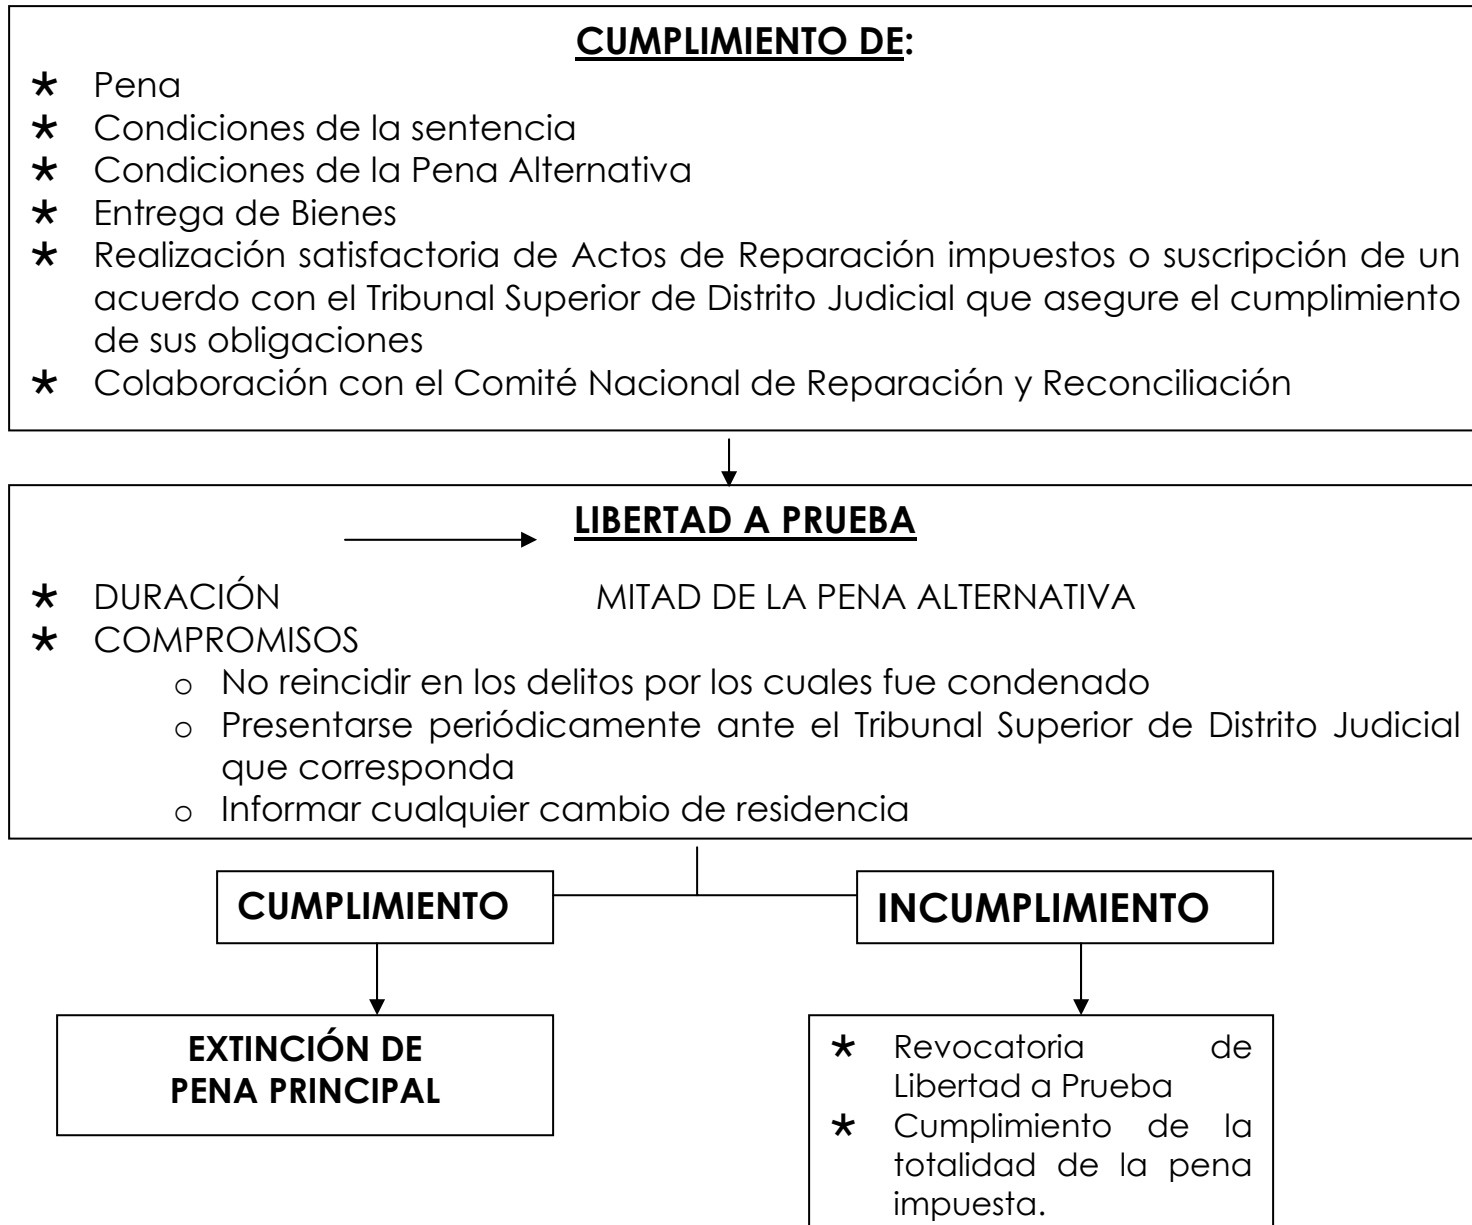 CUMPLIMIENTO DE:
* Pena
* Condiciones de la sentencia
* Condiciones de la Pena Alternativa
* Entrega de Bienes
* Realización satisfactoria de Actos de Reparación impuestos o suscripción de un
acuerdo con el Tribunal Superior de Distrito Judicial que asegure el cumplimiento
de sus obligaciones
* Colaboración con el Comité Nacional de Reparación y Reconciliación
LIBERTAD A PRUEBA
* DURACIÓN MITAD DE LA PENA ALTERNATIVA
* COMPROMISOS
o No reincidir en los delitos por los cuales fue condenado
o Presentarse periódicamente ante el Tribunal Superior de Distrito Judicial
que corresponda
o Informar cualquier cambio de residencia
CUMPLIMIENTO
INCUMPLIMIENTO
EXTINCIÓN DE
PENA PRINCIPAL
* Revocatoria de
Libertad a Prueba
* Cumplimiento de la
totalidad de la pena
impuesta.